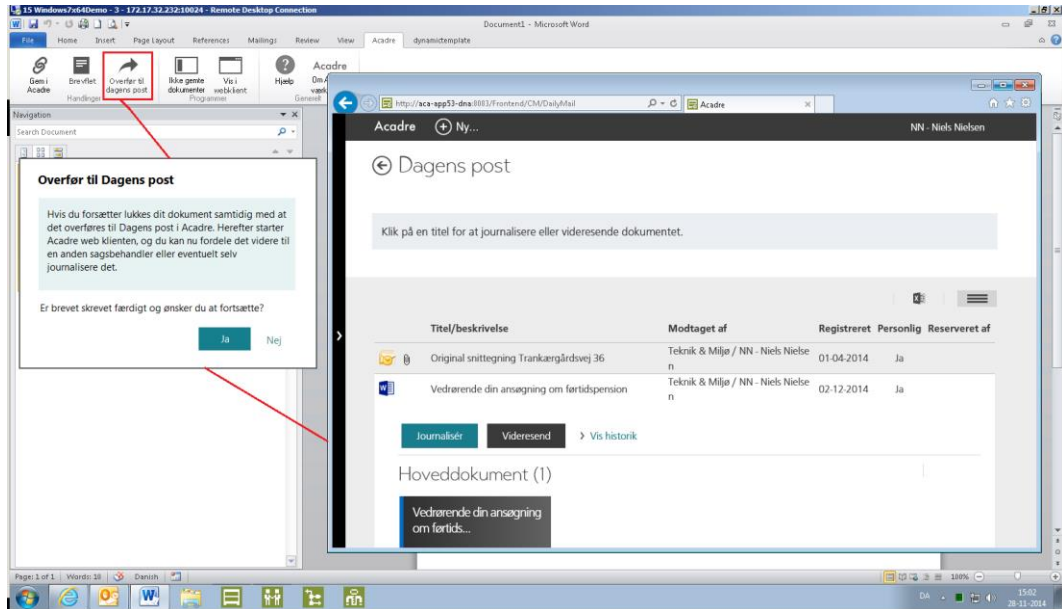 15 Windows7x64Demo - 3 - 172.17.32.232:10024 - Remote Desktop Connection
Document1 - Microsoft Word
File Home Insert Page Layout References Mailings Review View Acadre dynamictemplate
Gem i Acadre
Brevflet
Overfør til dagens post
Ikke gemte dokumenter
Vis i webklient
Hjælp
Acadre
Om A
værk
Handlinger
Programmer
Generelt
Navigation
Search Document
Overfør til Dagens post
Hvis du forsætter lukkes dit dokument samtidig med at
det overføres til Dagens post i Acadre. Herefter starter
Acadre web klienten, og du kan nu fordele det videre til
en anden sagsbehandler eller eventuelt selv
journalisere det.
Er brevet skrevet færdigt og ønsker du at fortsætte?
Ja Nej
http://aca-app53-dna:8083/Frontend/CM/DailyMail
Acadre
Acadre Ny... NN - Niels Nielsen
Dagens post
Klik på en titel for at journalisere eller videresende dokumentet.
Titel/beskrivelse Modtaget af Registreret Personlig Reserveret af
Original snittegning Trankærgårdsvej 36 Teknik & Miljø / NN - Niels Nielse
n 01-04-2014 Ja
Vedrørende din ansøgning om førtidspension Teknik & Miljø / NN - Niels Nielse
n 02-12-2014 Ja
Journalisér Videresend Vis historik
Hoveddokument (1)
Vedrørende din ansøgning
om førtids...
Page: 1 of 1 Words: 18 Danish 100%
DA 15:02
28-11-2014